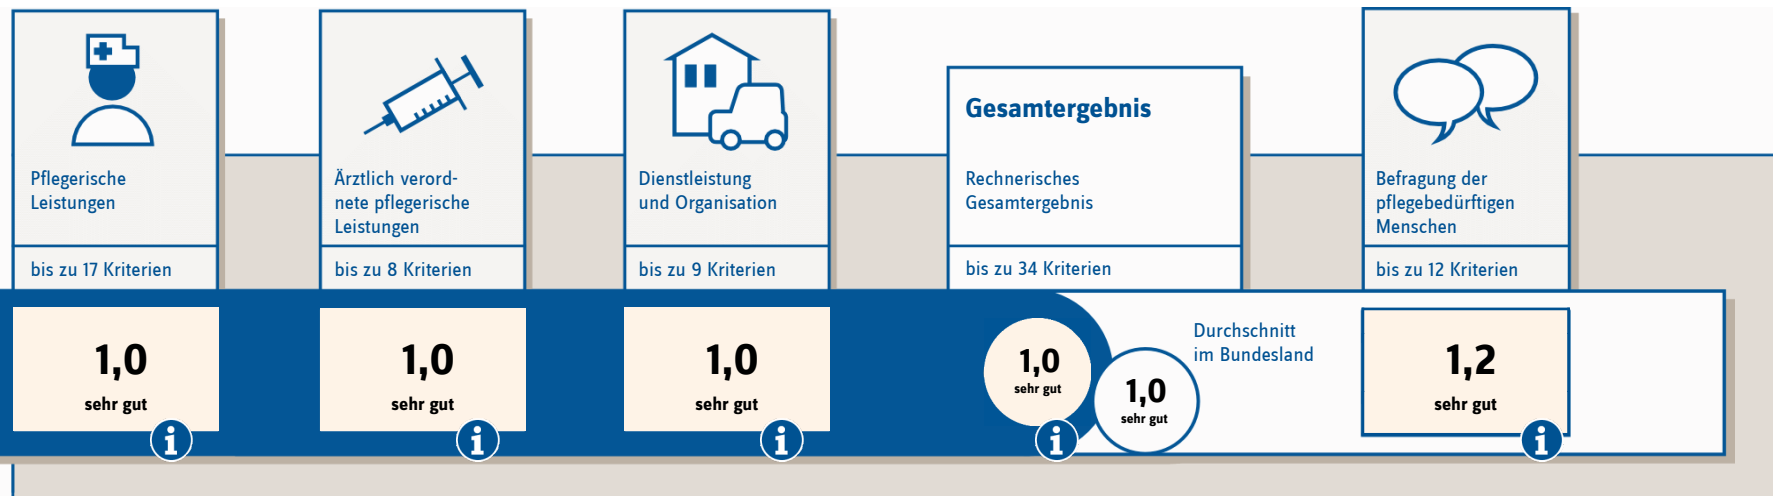 Pflegerische
Leistungen
bis zu 17 Kriterien
1,0
sehr gut
i
Ärztlich verord-
nete pflegerische
Leistungen
bis zu 8 Kriterien
1,0
sehr gut
i
Dienstleistung
und Organisation
bis zu 9 Kriterien
1,0
sehr gut
i
Gesamtergebnis
Rechnerisches
Gesamtergebnis
bis zu 34 Kriterien
1,0
sehr gut
i
Durchschnitt
im Bundesland
1,0
sehr gut
Befragung der
pflegebedürftigen
Menschen
bis zu 12 Kriterien
1,2
sehr gut
i